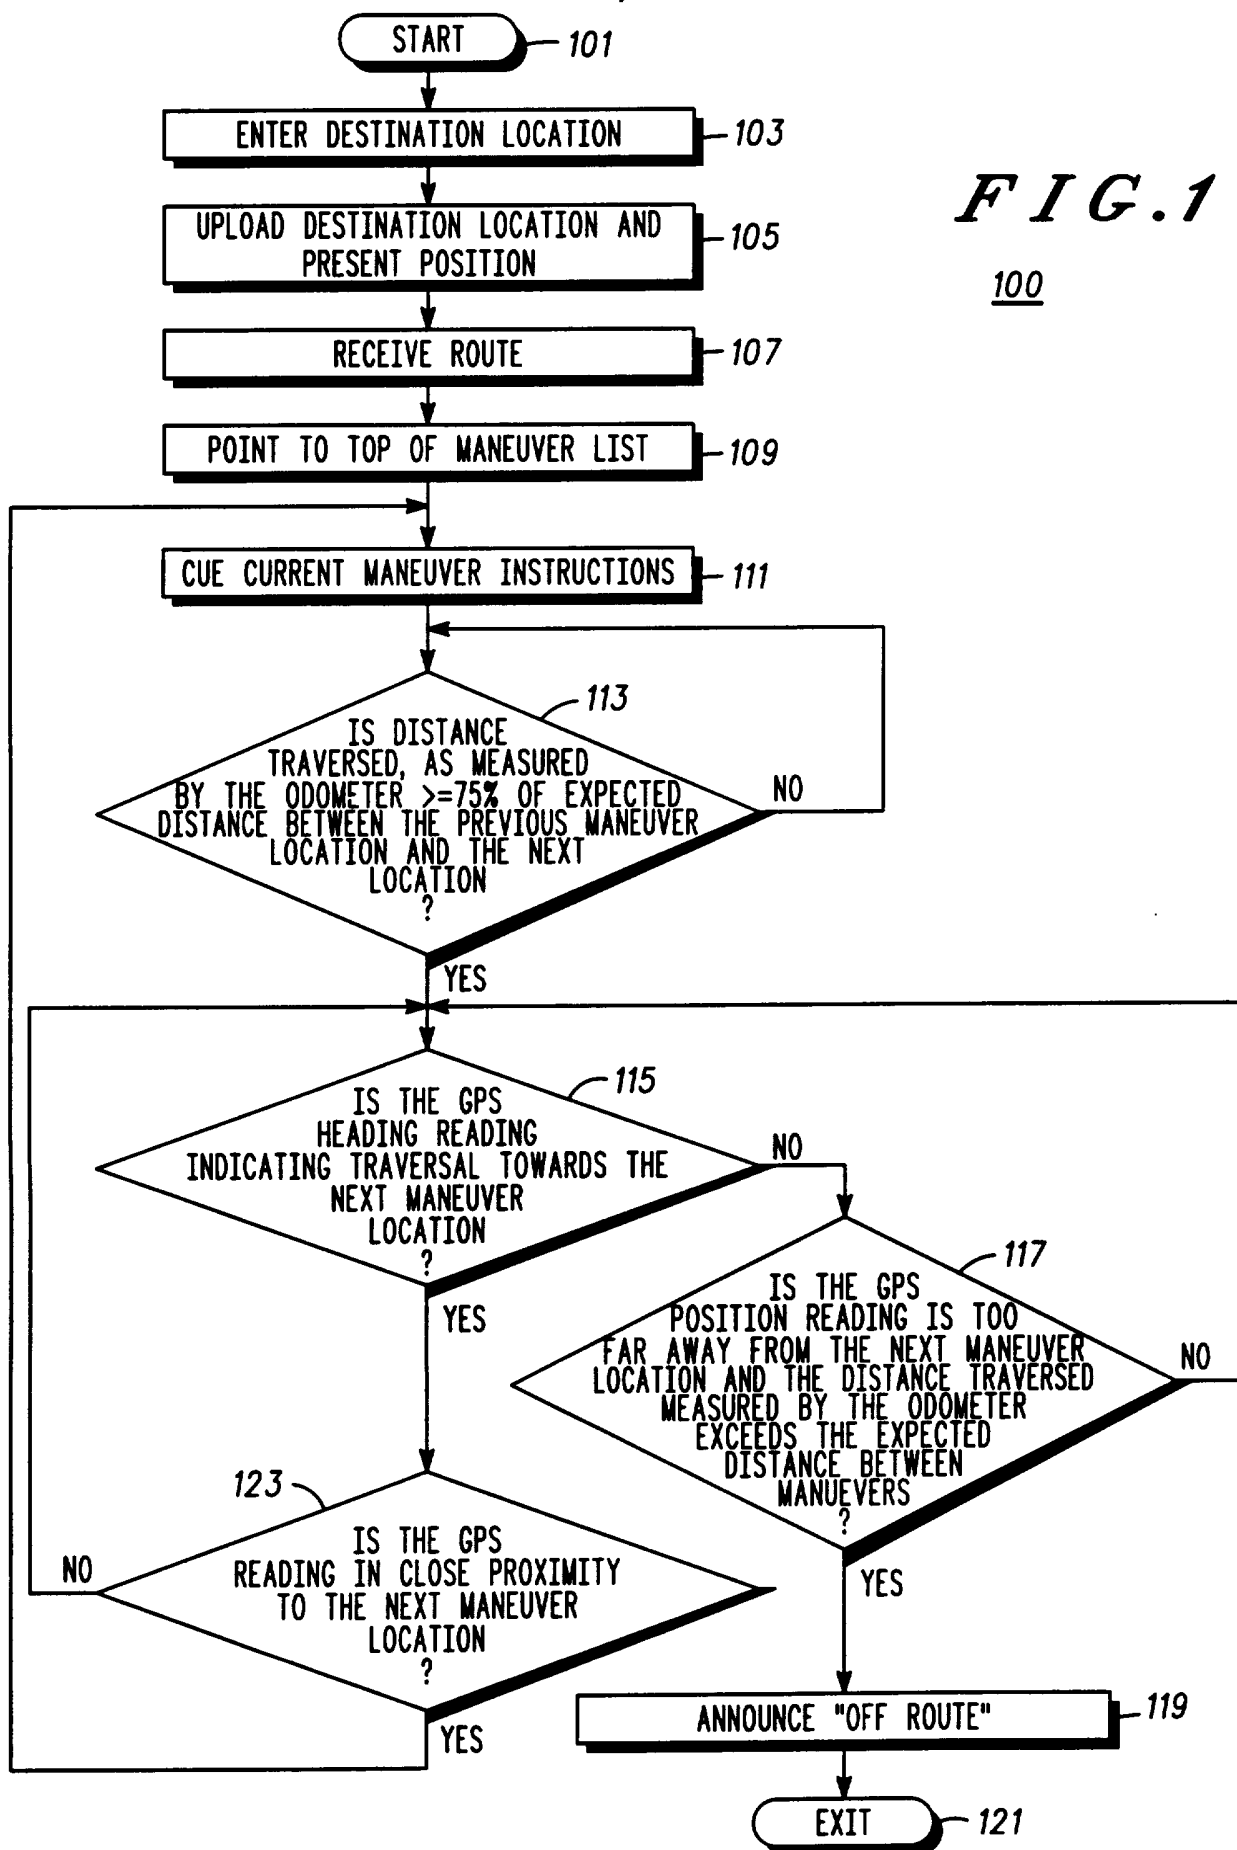 START
101
ENTER DESTINATION LOCATION
103
FIG.1
100
UPLOAD DESTINATION LOCATION AND
PRESENT POSITION
105
RECEIVE ROUTE
107
POINT TO TOP OF MANEUVER LIST
109
CUE CURRENT MANEUVER INSTRUCTIONS
111
113
IS DISTANCE
TRAVERSED, AS MEASURED
BY THE ODOMETER >=75% OF EXPECTED
DISTANCE BETWEEN THE PREVIOUS MANEUVER
LOCATION AND THE NEXT
LOCATION
?
NO
YES
115
IS THE GPS
HEADING READING
INDICATING TRAVERSAL TOWARDS THE
NEXT MANEUVER
LOCATION
?
NO
YES
117
IS THE GPS
POSITION READING IS TOO
FAR AWAY FROM THE NEXT MANEUVER
LOCATION AND THE DISTANCE TRAVERSED
MEASURED BY THE ODOMETER
EXCEEDS THE EXPECTED
DISTANCE BETWEEN
MANUEVERS
?
NO
YES
123
IS THE GPS
READING IN CLOSE PROXIMITY
TO THE NEXT MANEUVER
LOCATION
?
NO
YES
ANNOUNCE "OFF ROUTE"
119
EXIT
121